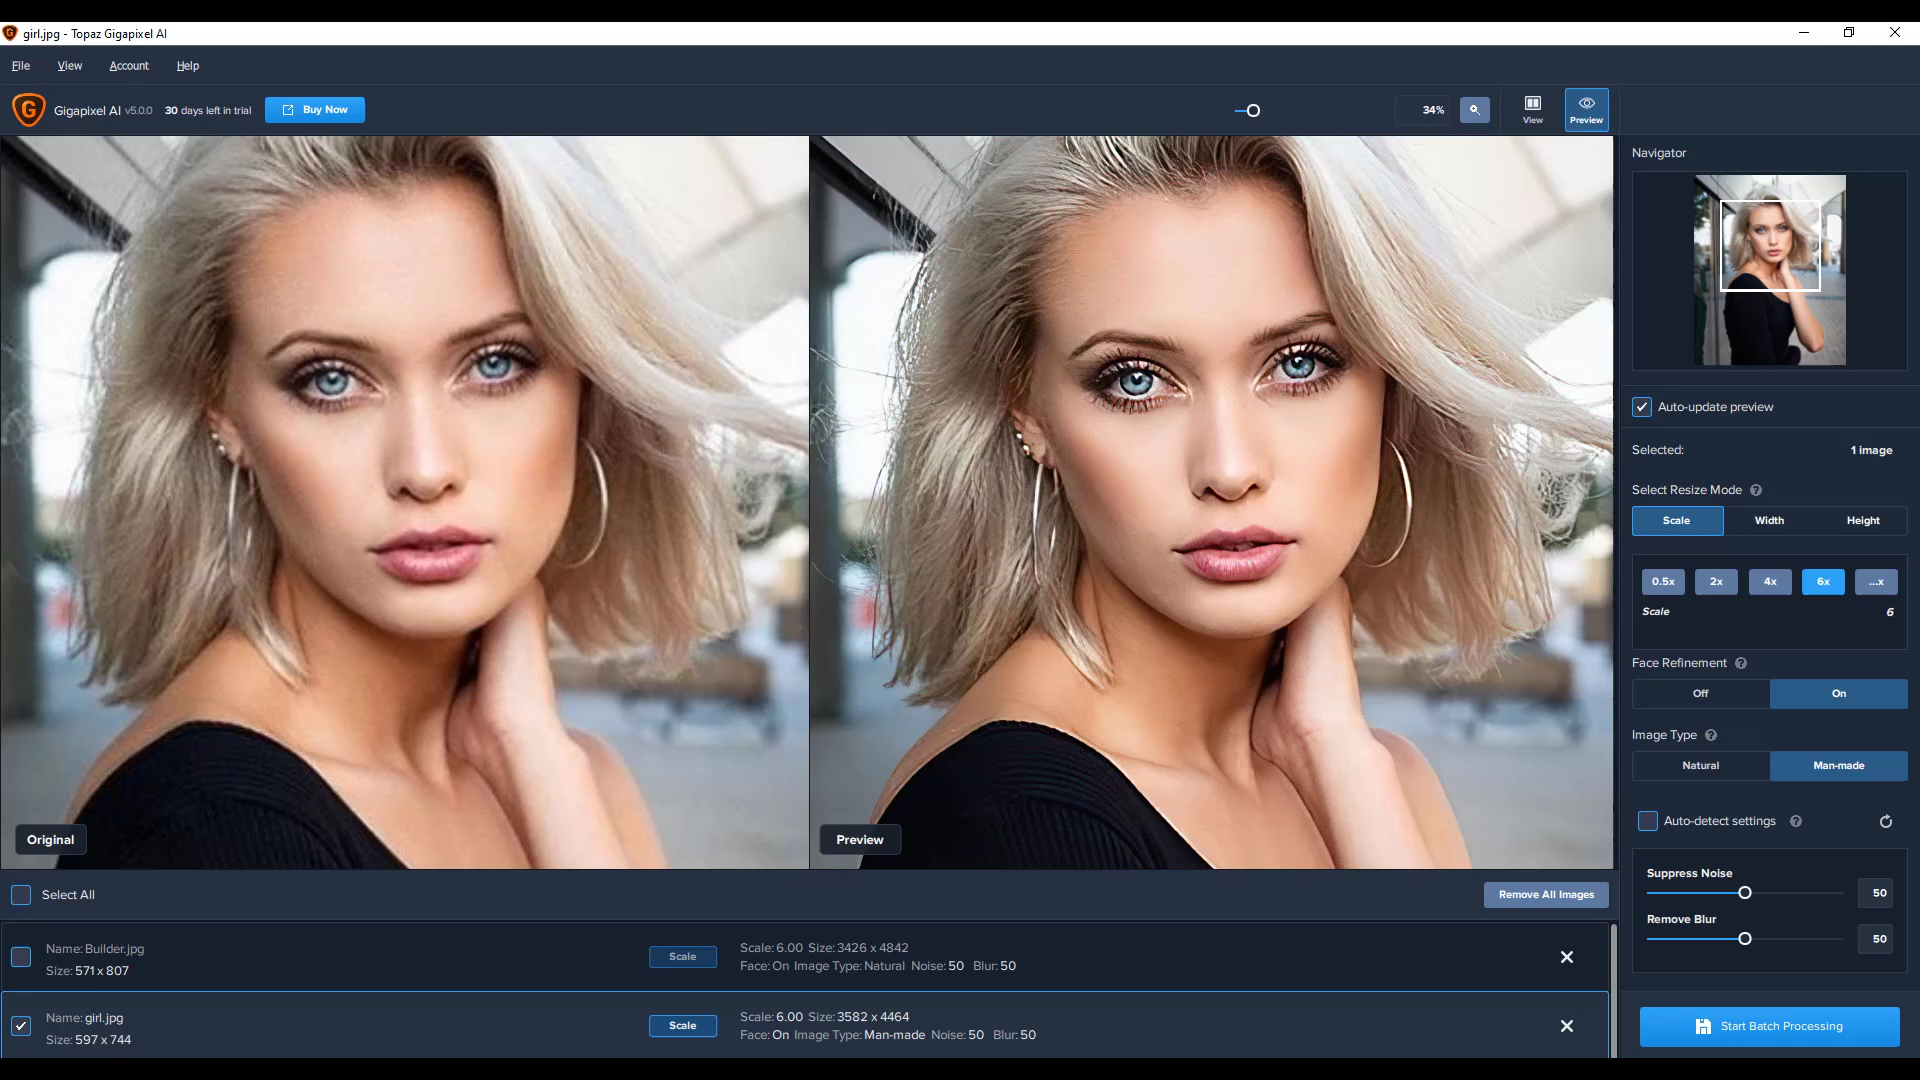 girl.jpg - Topaz Gigapixel AI
File View Account Help
G Gigapixel AI v5.0.0 30 days left in trial Buy Now 34% View Preview
Navigator
Auto-update preview
Selected: 1 image
Select Resize Mode ?
Scale Width Height
0.5x 2x 4x 6x ...x
Scale 6
Face Refinement ?
Off On
Image Type ?
Natural Man-made
Auto-detect settings ?
Suppress Noise
50
Remove Blur
50
Start Batch Processing
Original Preview
Select All Remove All Images
Name: Builder.jpg
Size: 571 x 807
Scale
Scale: 6.00 Size: 3426 x 4842
Face: On Image Type: Natural Noise: 50 Blur: 50
Name: girl.jpg
Size: 597 x 744
Scale
Scale: 6.00 Size: 3582 x 4464
Face: On Image Type: Man-made Noise: 50 Blur: 50